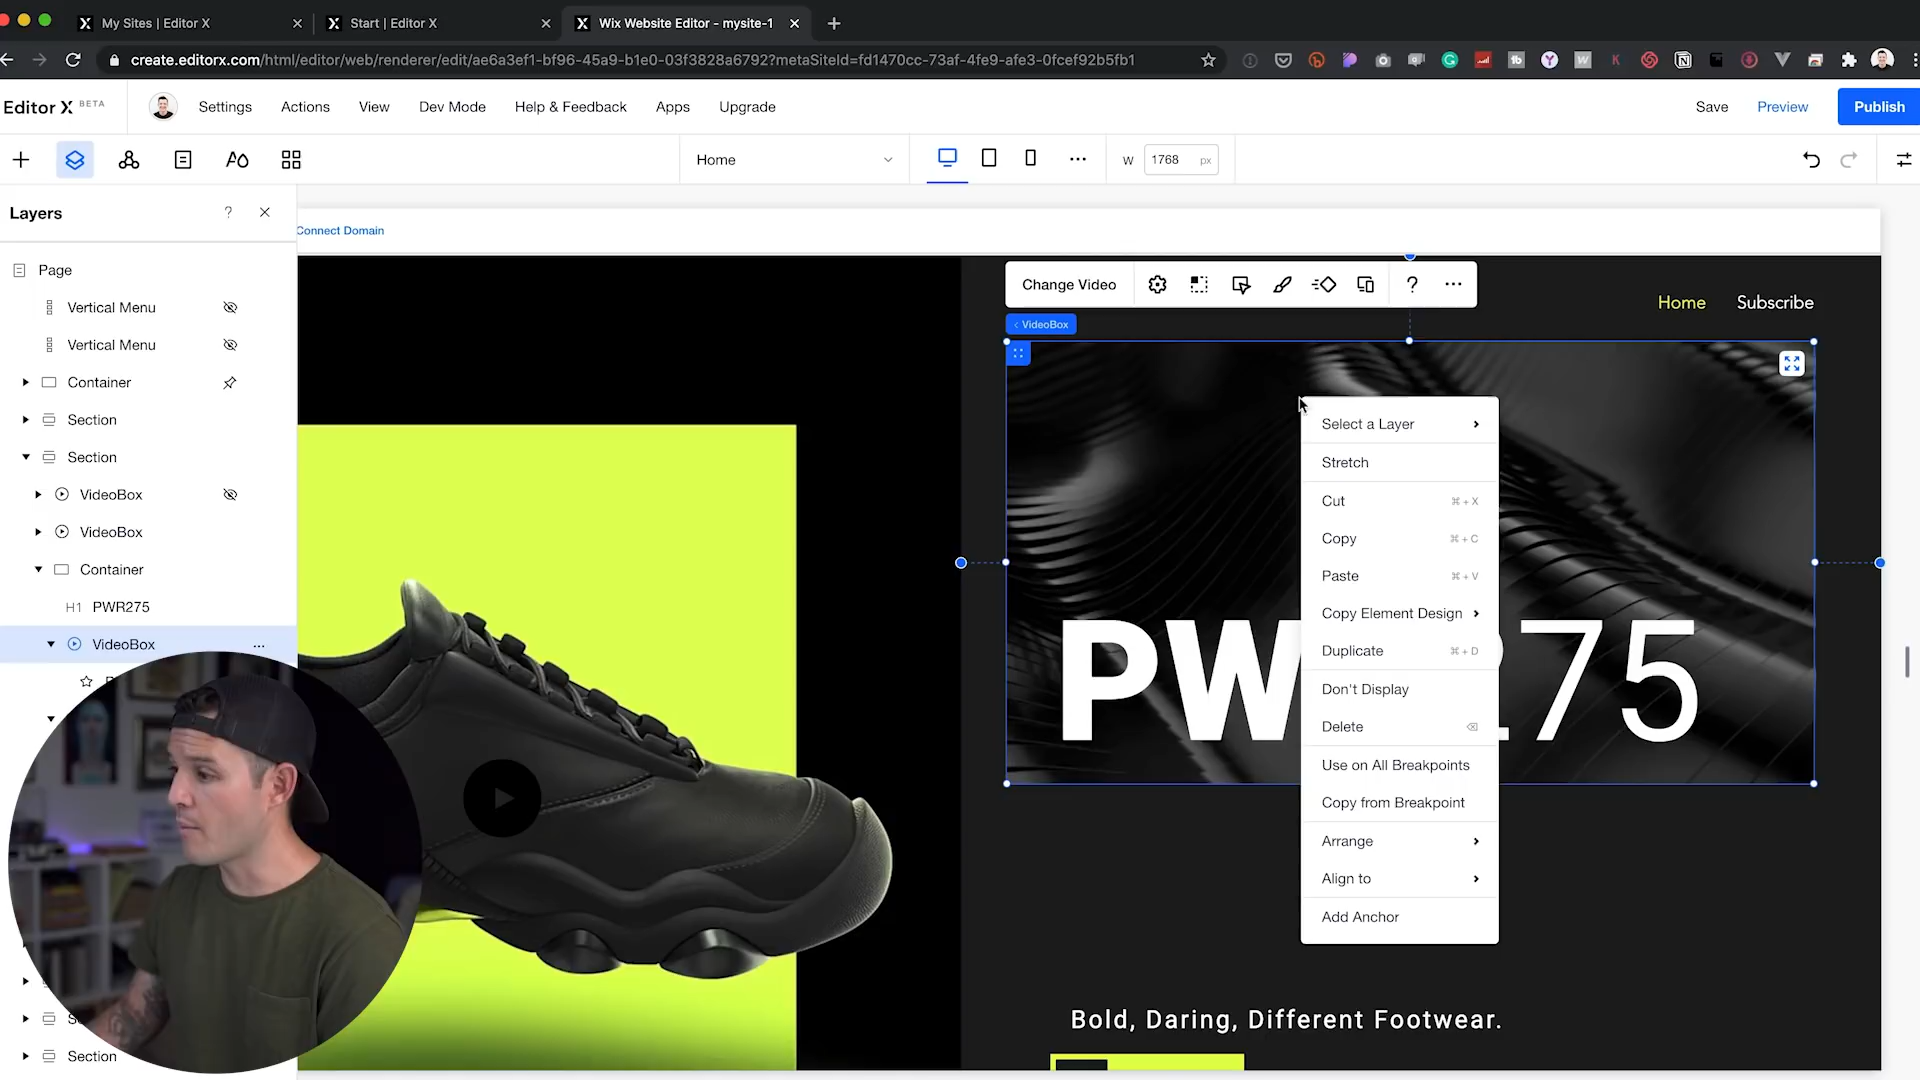 My Sites | Editor X
Start | Editor X
Wix Website Editor - mysite-1
create.editorx.com/html/editor/web/renderer/edit/ae6a3ef1-bf96-45a9-b1e0-03f3828a6792?metaSiteId=fd1470cc-73af-4fe9-afe3-0fcef92b5fb1
Editor X BETA
Settings
Actions
View
Dev Mode
Help & Feedback
Apps
Upgrade
Save
Preview
Publish
Home
W
1768
px
Layers
?
Connect Domain
Page
Vertical Menu
Vertical Menu
Container
Section
Section
VideoBox
VideoBox
Container
H1 PWR275
VideoBox
Section
Change Video
?
VideoBox
Home
Subscribe
Select a Layer
Stretch
Cut ⌘ + X
Copy ⌘ + C
Paste ⌘ + V
Copy Element Design
Duplicate ⌘ + D
Don't Display
Delete
Use on All Breakpoints
Copy from Breakpoint
Arrange
Align to
Add Anchor
PW 275
Bold, Daring, Different Footwear.